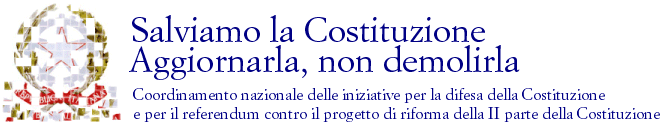 Salviamo la Costituzione
Aggiornarla, non demolirla
Coordinamento nazionale delle iniziative per la difesa della Costituzione
e per il referendum contro il progetto di riforma della II parte della Costituzione